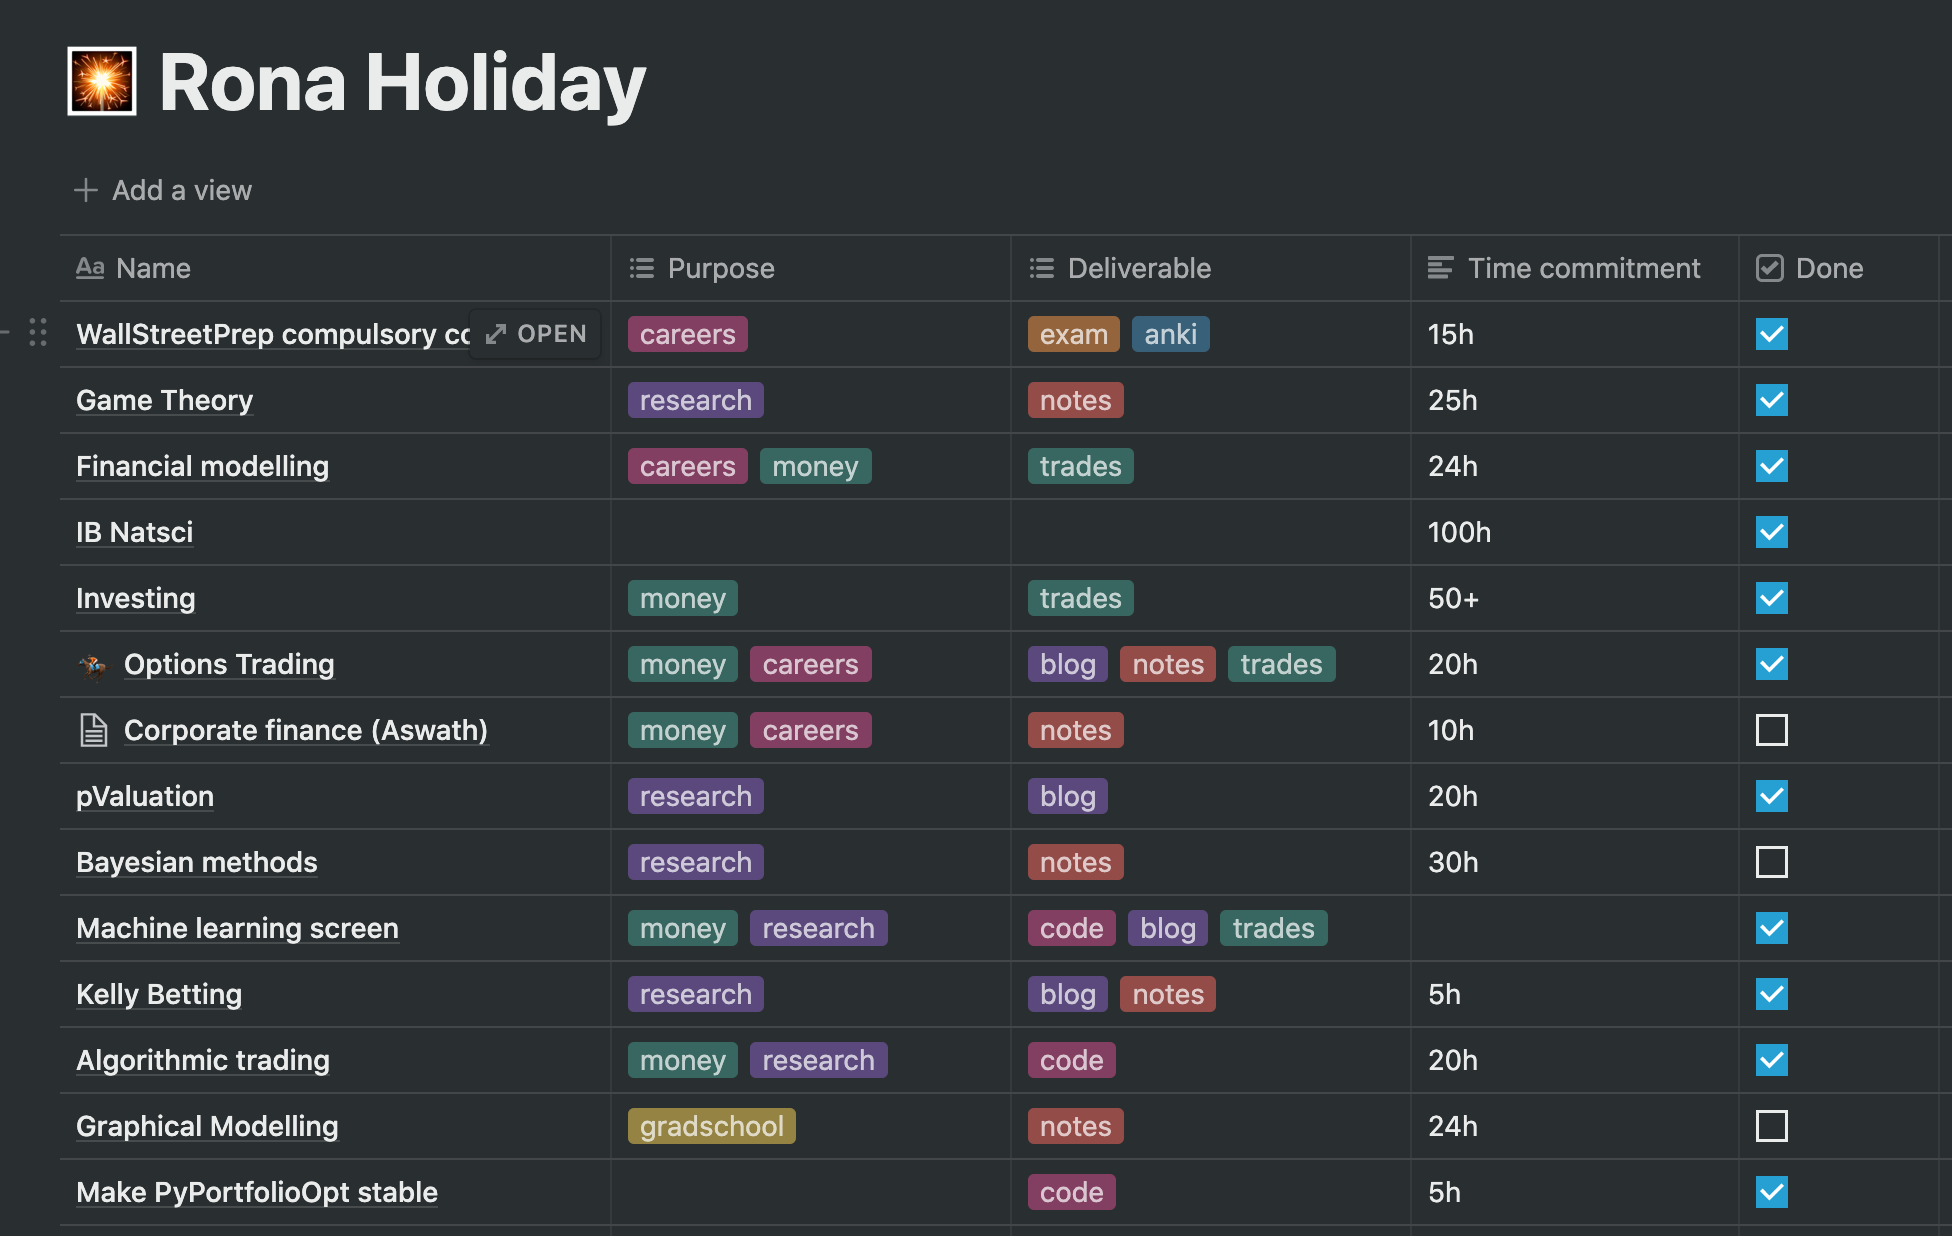 Rona Holiday
Add a view
Aa Name Purpose Deliverable Time commitment Done
WallStreetPrep compulsory OPEN careers exam anki 15h
Game Theory research notes 25h
Financial modelling careers money trades 24h
IB Natsci 100h
Investing money trades 50+
Options Trading money careers blog notes trades 20h
Corporate finance (Aswath) money careers notes 10h
pValuation research blog 20h
Bayesian methods research notes 30h
Machine learning screen money research code blog trades
Kelly Betting research blog notes 5h
Algorithmic trading money research code 20h
Graphical Modelling gradschool notes 24h
Make PyPortfolioOpt stable code 5h